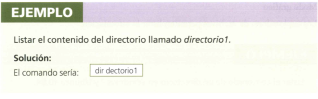 EJEMPLO
Listar el contenido del directorio llamado directorio1.
Solución:
El comando sería: dir dectorio1